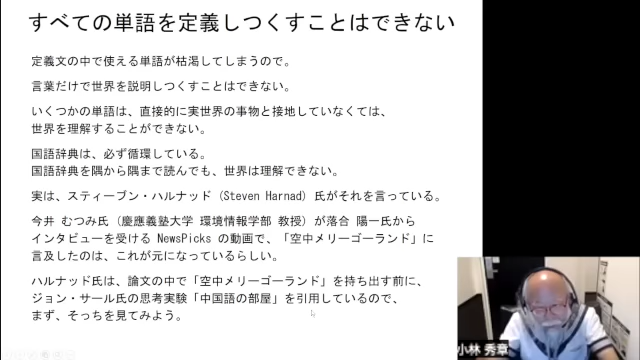 すべての単語を定義しつくすことはできない
定義文の中で使える単語が枯渇してしまうので。
言葉だけで世界を説明しつくすことはできない。
いくつかの単語は、直接的に実世界の事物と接地していなくては、
世界を理解することができない。
国語辞典は、必ず循環している。
国語辞典を隅から隅まで読んでも、世界は理解できない。
実は、スティーブン・ハルナッド (Steven Harnad) 氏がそれを言っている。
今井 むつみ氏 (慶應義塾大学 環境情報学部 教授) が落合 陽一氏から
インタビューを受ける NewsPicks の動画で、「空中メリーゴーランド」に
言及したのは、これが元になっているらしい。
ハルナッド氏は、論文の中で「空中メリーゴーランド」を持ち出す前に、
ジョン・サール氏の思考実験「中国語の部屋」を引用しているので、
まず、そっちを見てみよう。
小林 秀章